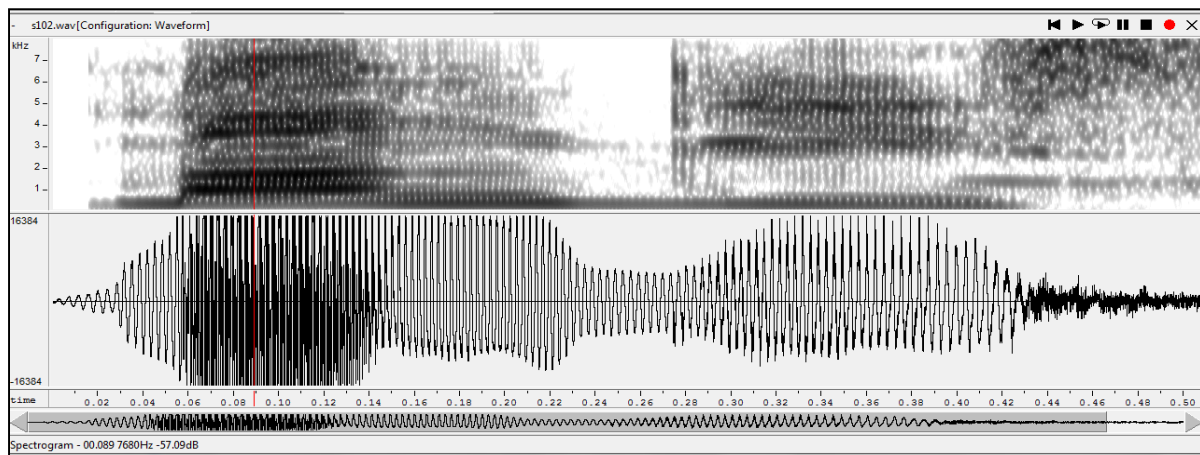 s102.wav[Configuration: Waveform]
kHz
7
6
5
4
3
2
1
16384
-16384
time 0.02 0.04 0.06 0.08 0.10 0.12 0.14 0.16 0.18 0.20 0.22 0.24 0.26 0.28 0.30 0.32 0.34 0.36 0.38 0.40 0.42 0.44 0.46 0.48 0.50
Spectrogram - 00.089 7680Hz -57.09dB